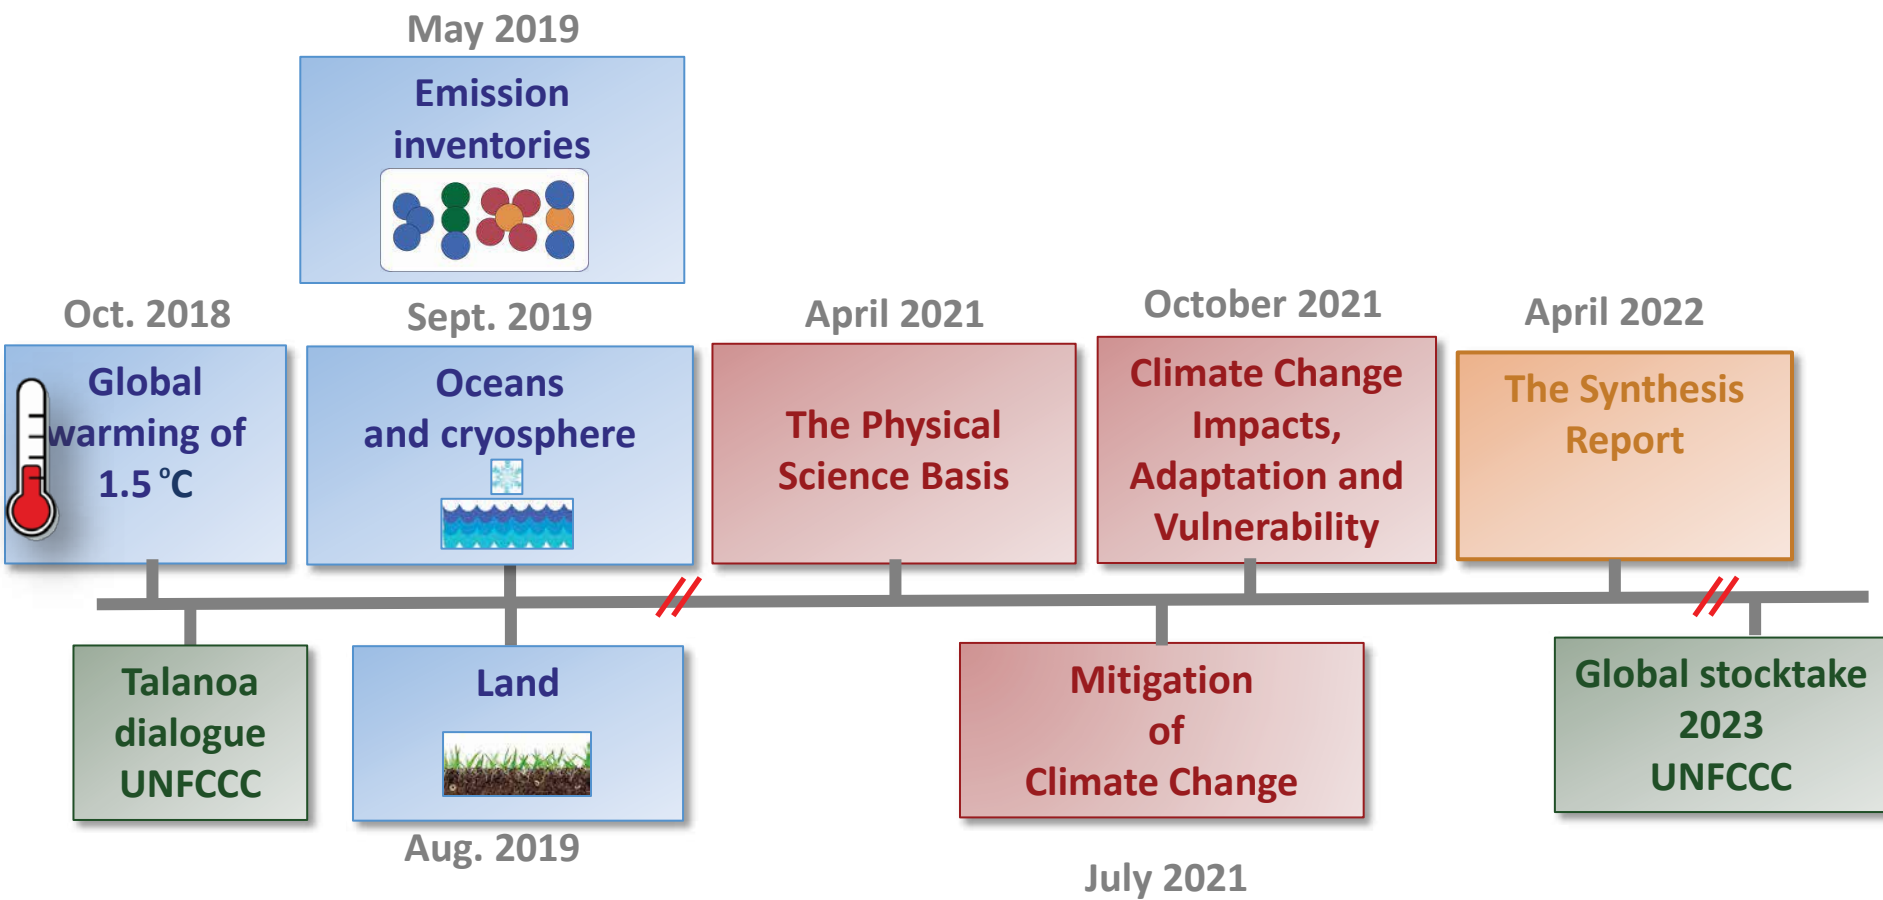 May 2019
Emission
inventories
Oct. 2018
Global
warming of
1.5 °C
Sept. 2019
Oceans
and cryosphere
April 2021
The Physical
Science Basis
October 2021
Climate Change
Impacts,
Adaptation and
Vulnerability
April 2022
The Synthesis
Report
Talanoa
dialogue
UNFCCC
Land
Aug. 2019
Mitigation
of
Climate Change
July 2021
Global stocktake
2023
UNFCCC